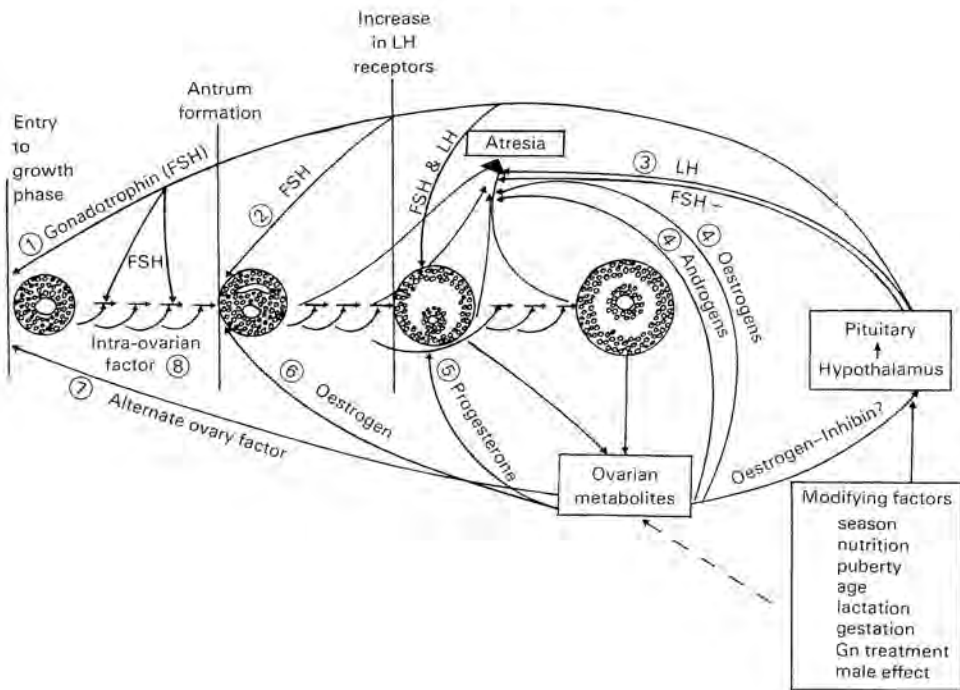 Increase
in LH
receptors
Antrum
formation
Entry
to
growth
phase
① Gonadotrophin (FSH)
FSH
② FSH
FSH & LH
Atresia
③ LH
FSH –
④ Androgens
④ Oestrogens
Intra-ovarian
factor ⑧
⑦ Alternate ovary factor
⑥ Oestrogen
⑤ Progesterone
Pituitary
Hypothalamus
Ovarian
metabolites
Oestrogen–Inhibin?
Modifying factors
season
nutrition
puberty
age
lactation
gestation
Gn treatment
male effect